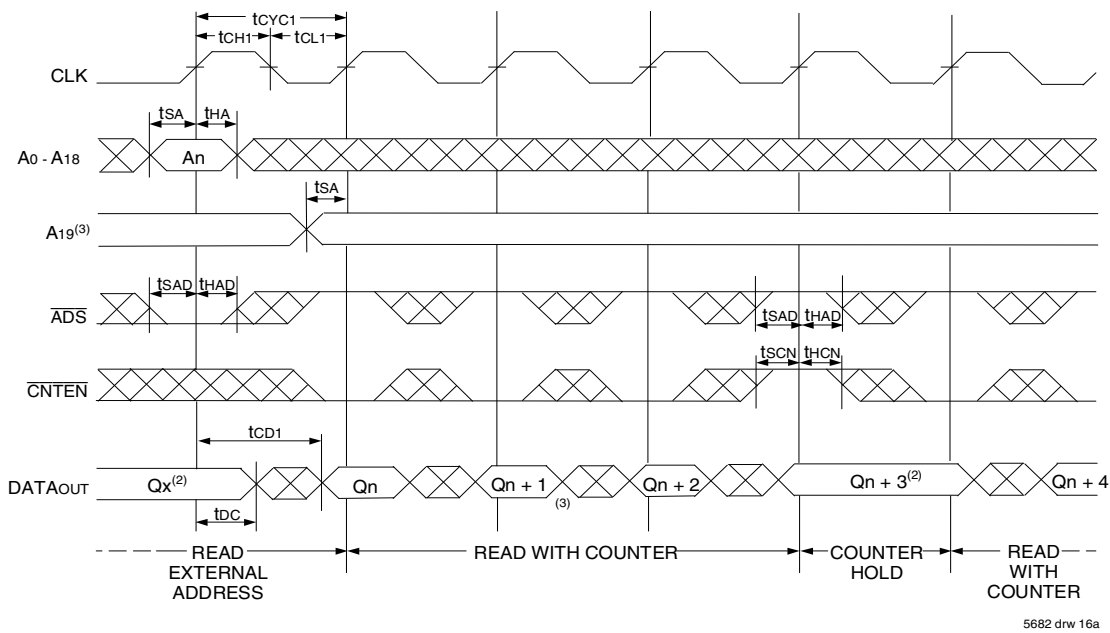 tCYC1
tCH1 tCL1
CLK
tSA tHA
A0 - A18 An
tSA
A19(3)
tSAD tHAD
ADS
tSAD tHAD
tSCN tHCN
CNTEN
tCD1
DATAOUT Qx(2) Qn Qn + 1 (3) Qn + 2 Qn + 3(2) Qn + 4
tDC
READ EXTERNAL ADDRESS
READ WITH COUNTER
COUNTER HOLD
READ WITH COUNTER
5682 drw 16a